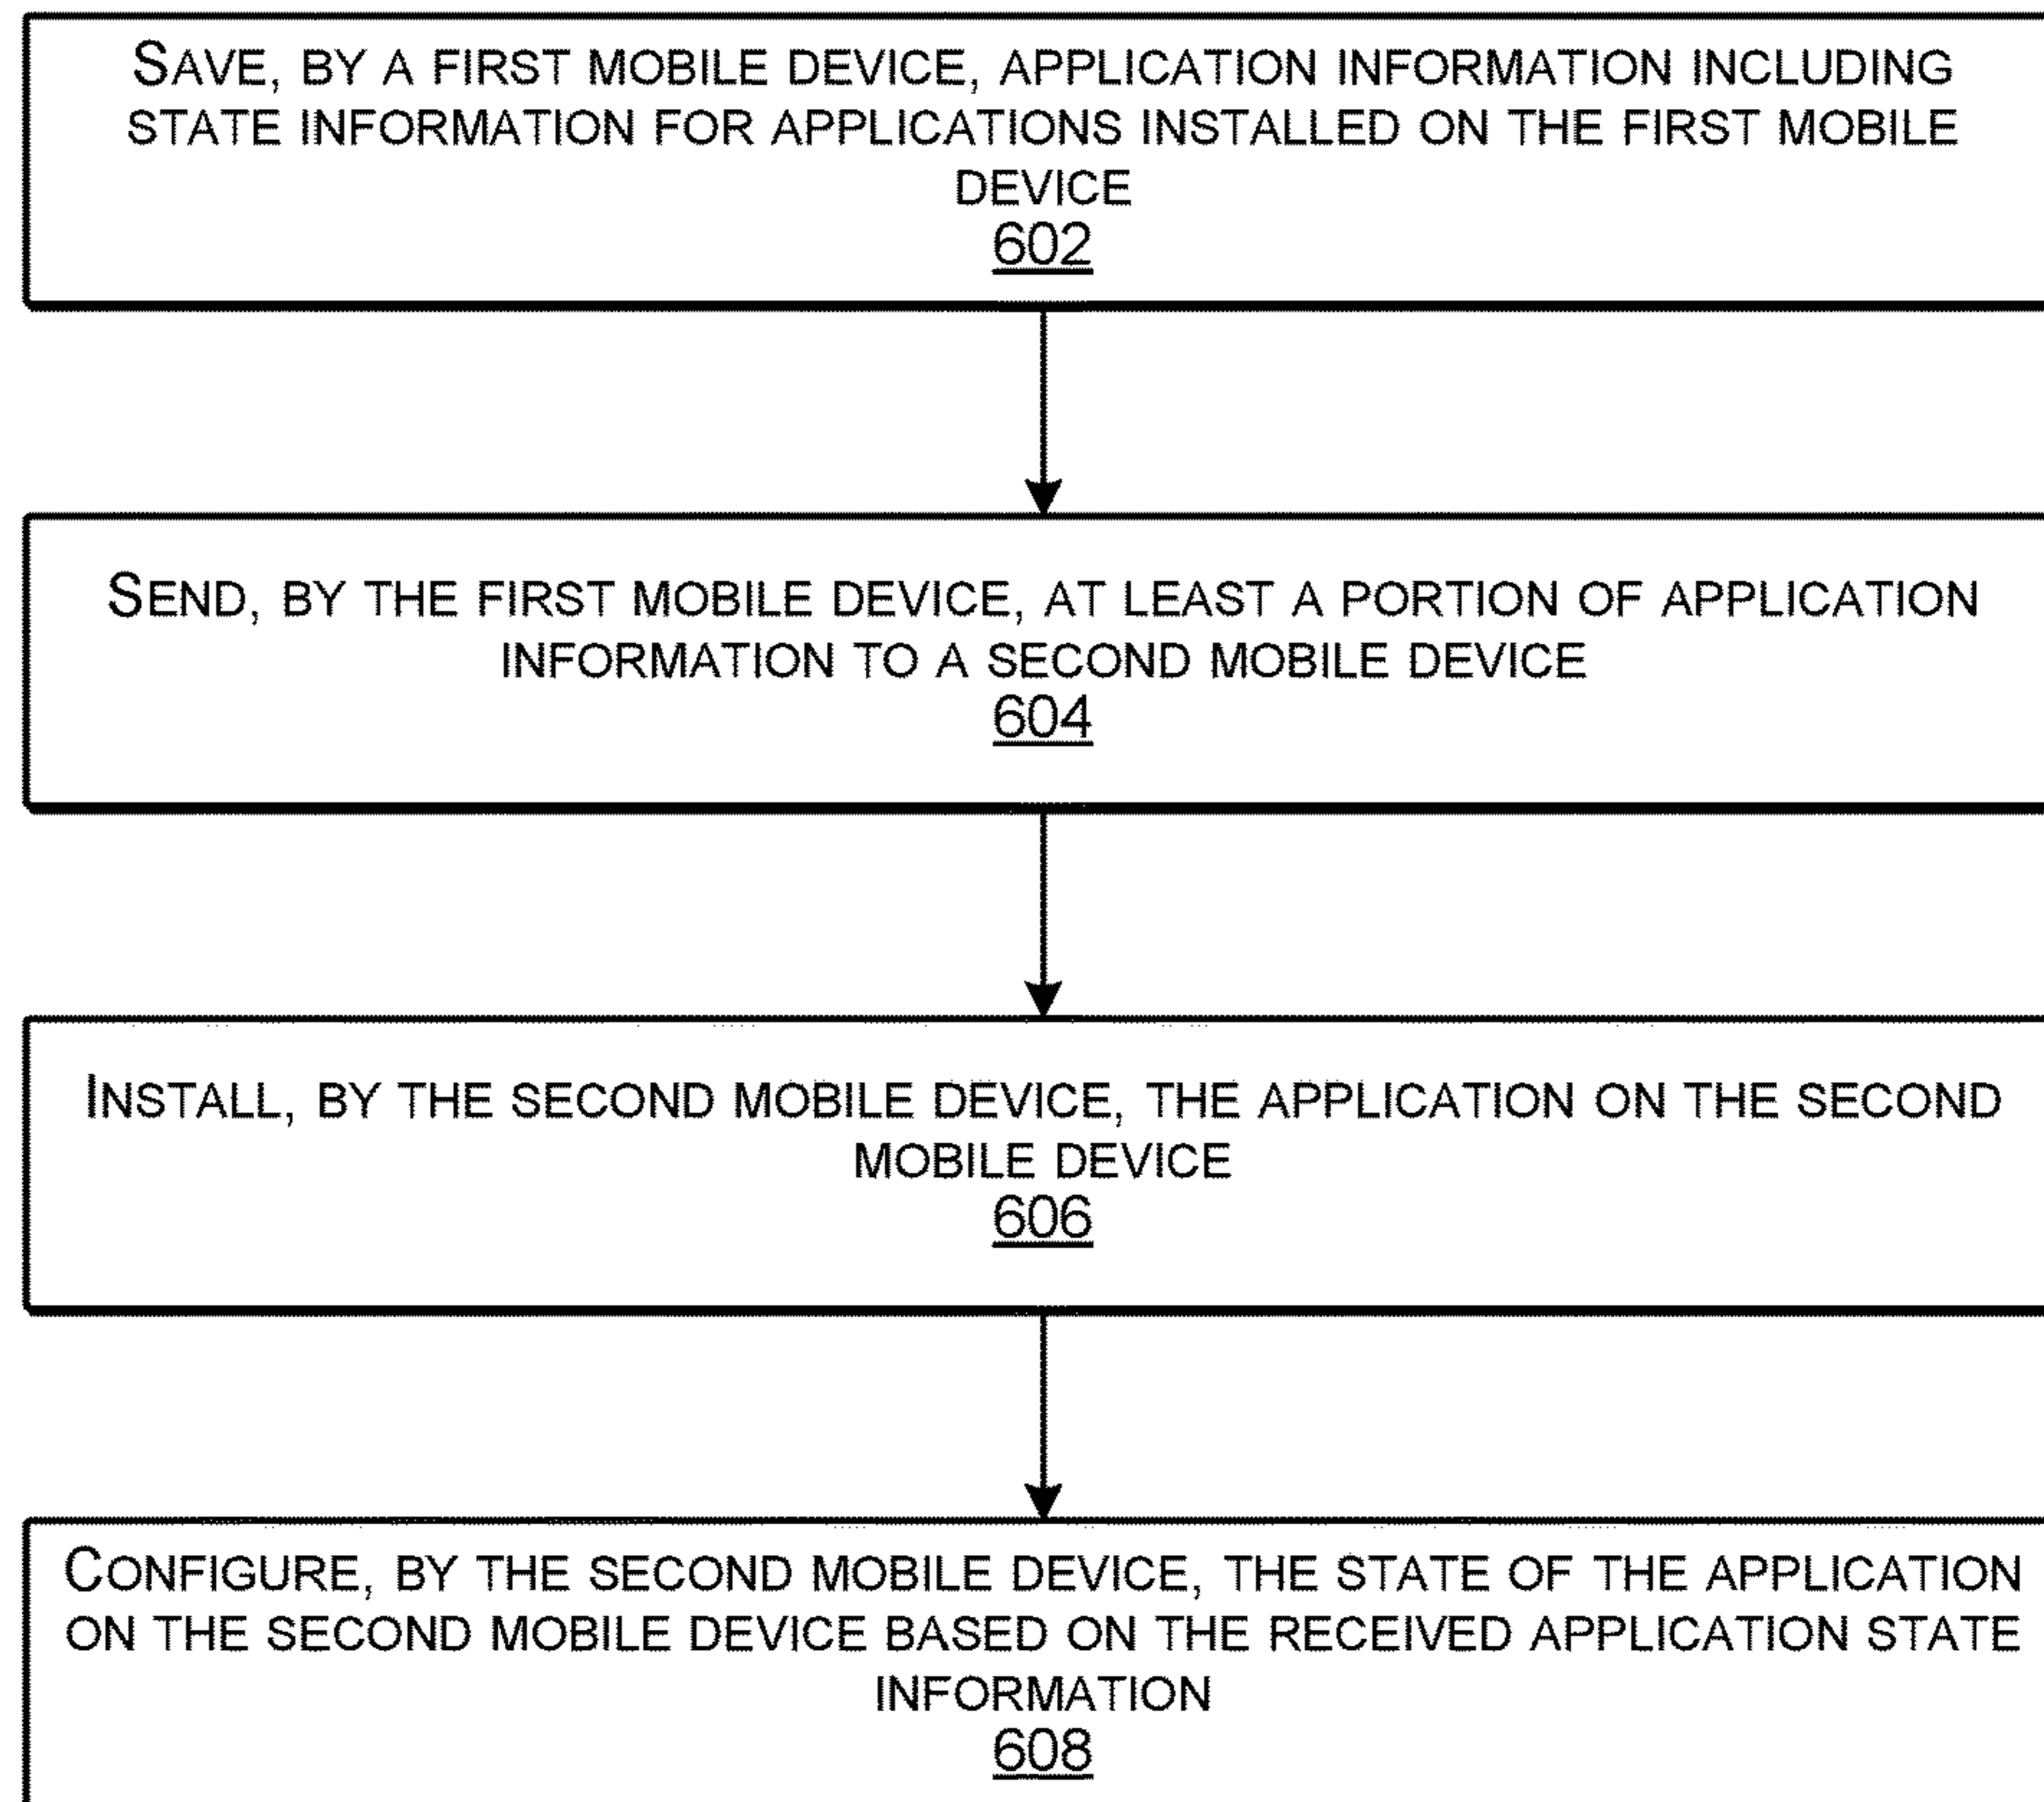 SAVE, BY A FIRST MOBILE DEVICE, APPLICATION INFORMATION INCLUDING
STATE INFORMATION FOR APPLICATIONS INSTALLED ON THE FIRST MOBILE
DEVICE
602
SEND, BY THE FIRST MOBILE DEVICE, AT LEAST A PORTION OF APPLICATION
INFORMATION TO A SECOND MOBILE DEVICE
604
INSTALL, BY THE SECOND MOBILE DEVICE, THE APPLICATION ON THE SECOND
MOBILE DEVICE
606
CONFIGURE, BY THE SECOND MOBILE DEVICE, THE STATE OF THE APPLICATION
ON THE SECOND MOBILE DEVICE BASED ON THE RECEIVED APPLICATION STATE
INFORMATION
608